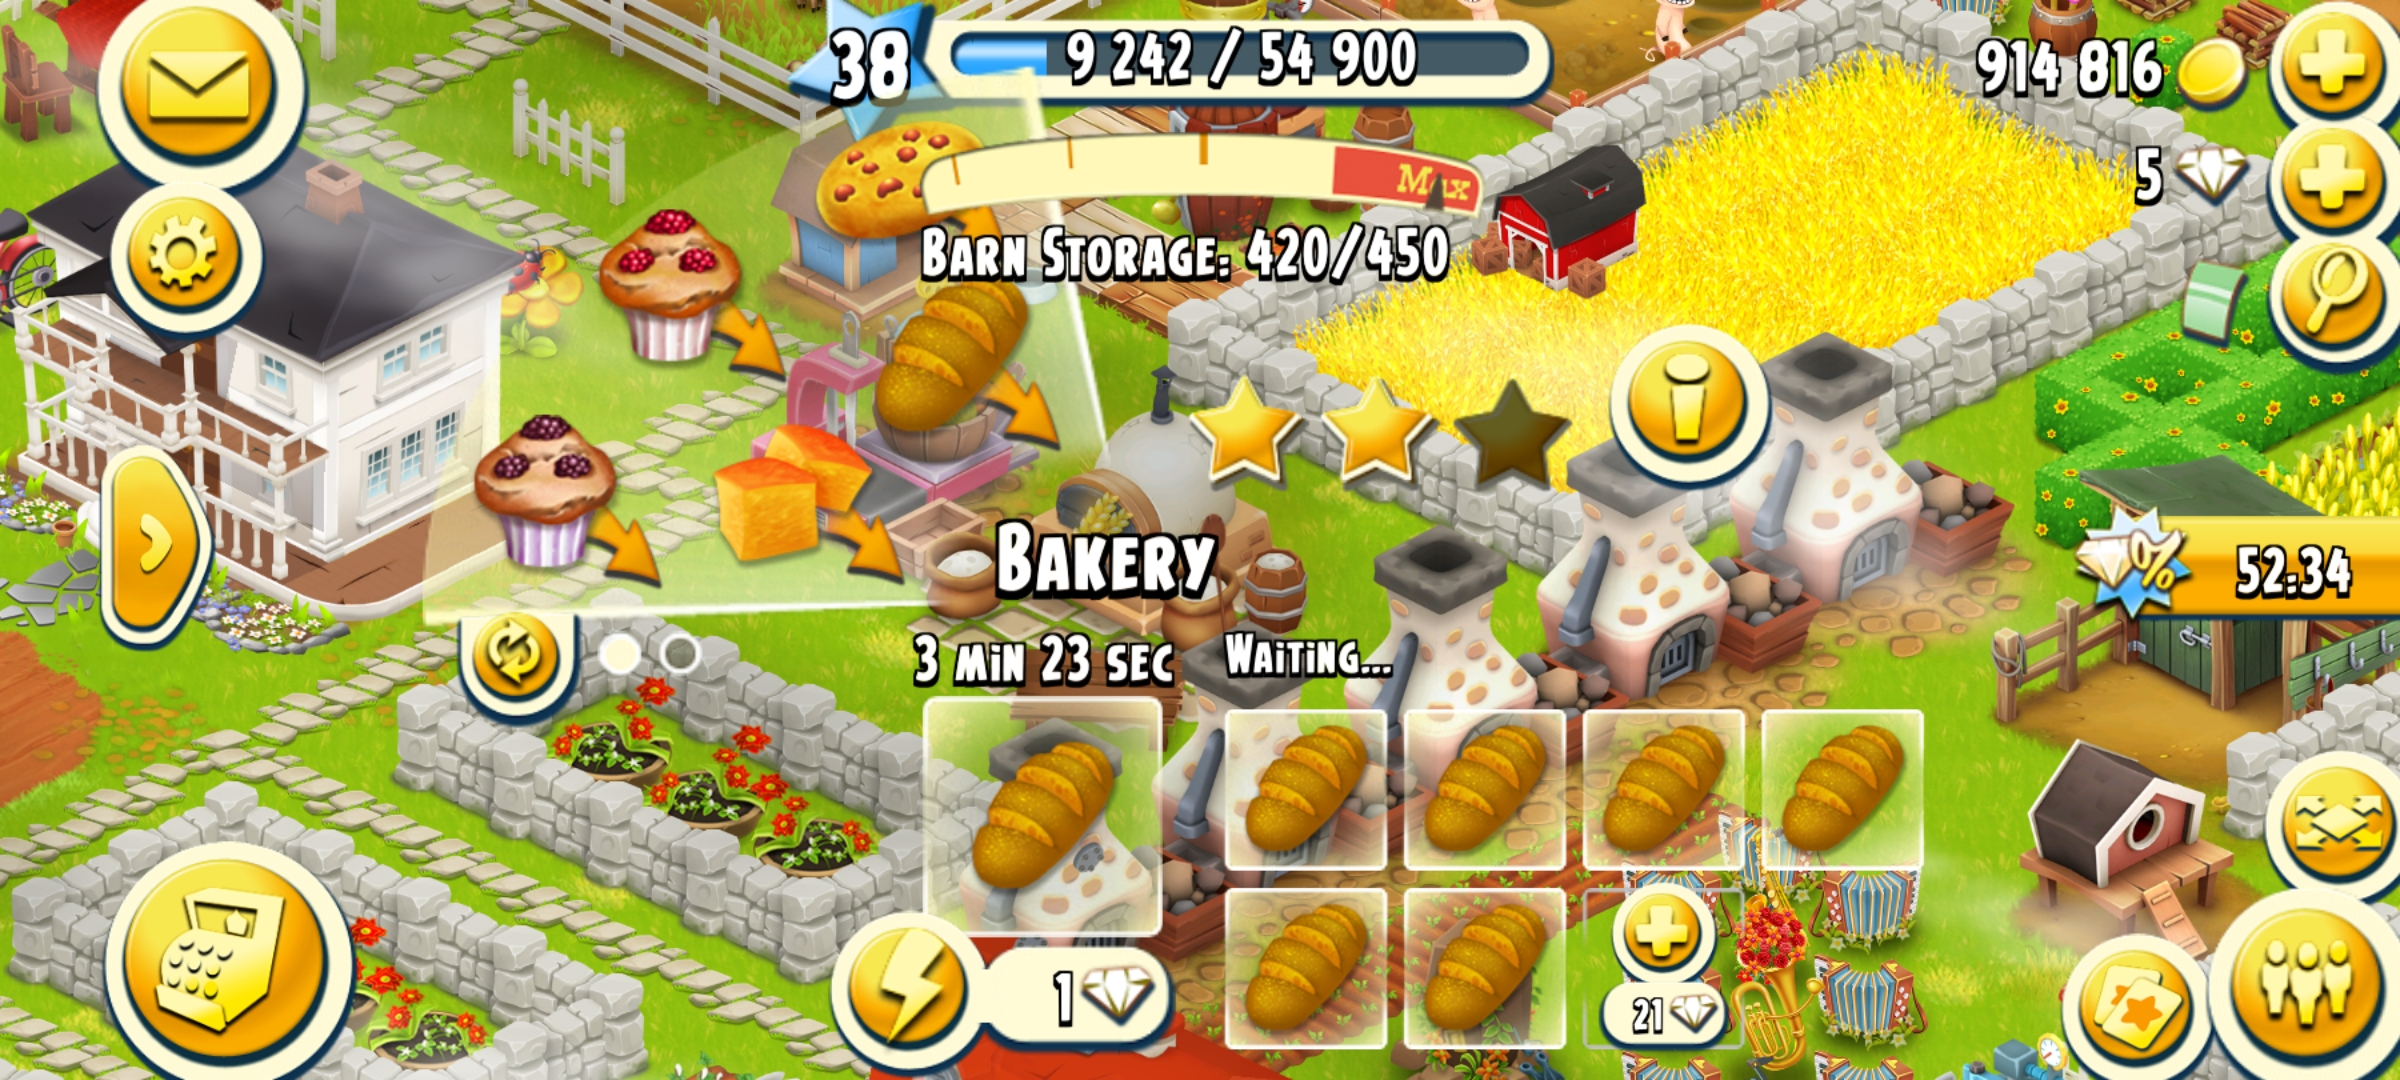 38
9 242 / 54 900
914 816
5
Max
Barn Storage: 420/450
Bakery
%
52:34
3 min 23 sec
Waiting...
1
21